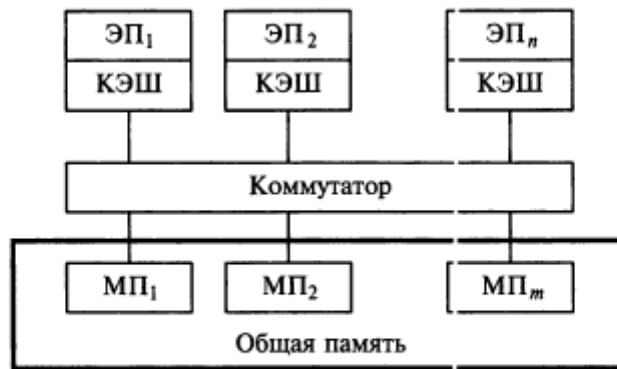 ЭП1 ЭП2 ЭПn
КЭШ КЭШ КЭШ
Коммутатор
МП1 МП2 МПm
Общая память